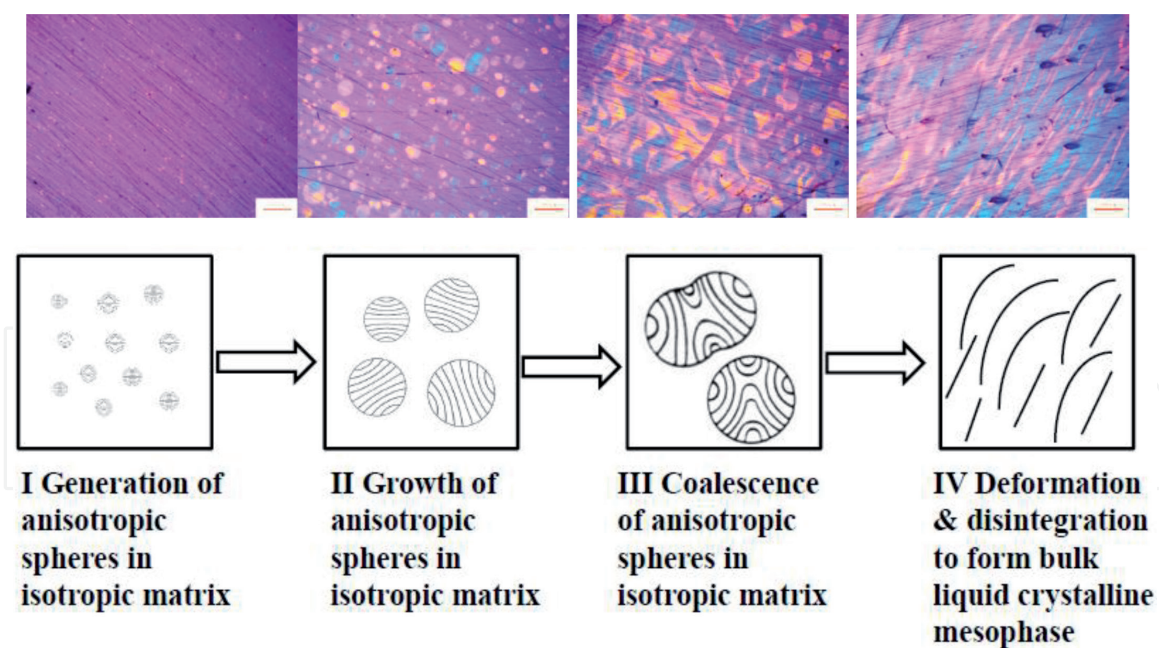 I Generation of
anisotropic
spheres in
isotropic matrix
II Growth of
anisotropic
spheres in
isotropic matrix
III Coalescence
of anisotropic
spheres in
isotropic matrix
IV Deformation
& disintegration
to form bulk
liquid crystalline
mesophase